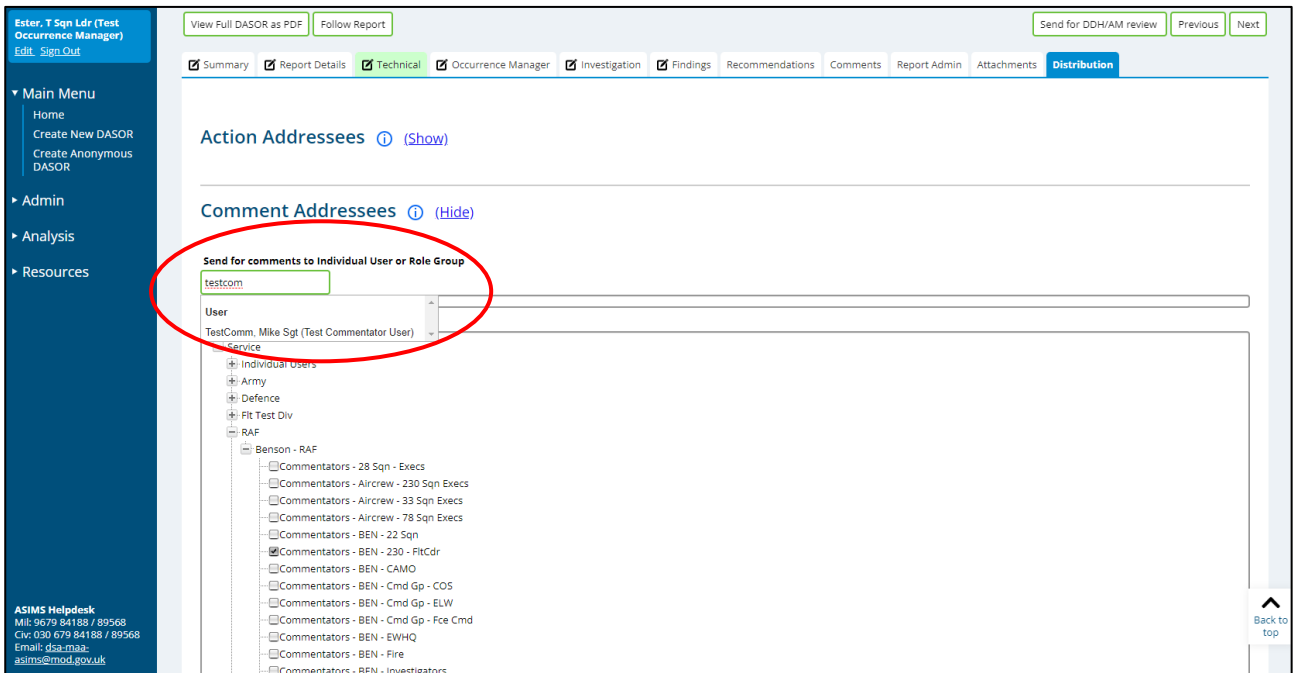 Ester, T Sqn Ldr (Test
Occurrence Manager)
Edit Sign Out
Main Menu
Home
Create New DASOR
Create Anonymous
DASOR
Admin
Analysis
Resources
ASIMS Helpdesk
Mil: 9679 84188 / 89568
Civ: 030 679 84188 / 89568
Email: dsa-maa-
asims@mod.gov.uk
View Full DASOR as PDF Follow Report Send for DDH/AM review Previous Next
Summary Report Details Technical Occurrence Manager Investigation Findings Recommendations Comments Report Admin Attachments Distribution
Action Addressees (Show)
Comment Addressees (Hide)
Send for comments to Individual User or Role Group
testcom
User
TestComm, Mike Sgt (Test Commentator User)
Service
Individual Users
Army
Defence
Flt Test Div
RAF
Benson - RAF
Commentators - 28 Sqn - Execs
Commentators - Aircrew - 230 Sqn Execs
Commentators - Aircrew - 33 Sqn Execs
Commentators - Aircrew - 78 Sqn Execs
Commentators - BEN - 22 Sqn
Commentators - BEN - 230 - FltCdr
Commentators - BEN - CAMO
Commentators - BEN - Cmd Gp - COS
Commentators - BEN - Cmd Gp - ELW
Commentators - BEN - Cmd Gp - Fce Cmd
Commentators - BEN - EWHQ
Commentators - BEN - Fire
Commentators - BEN - Investigators
Back to
top